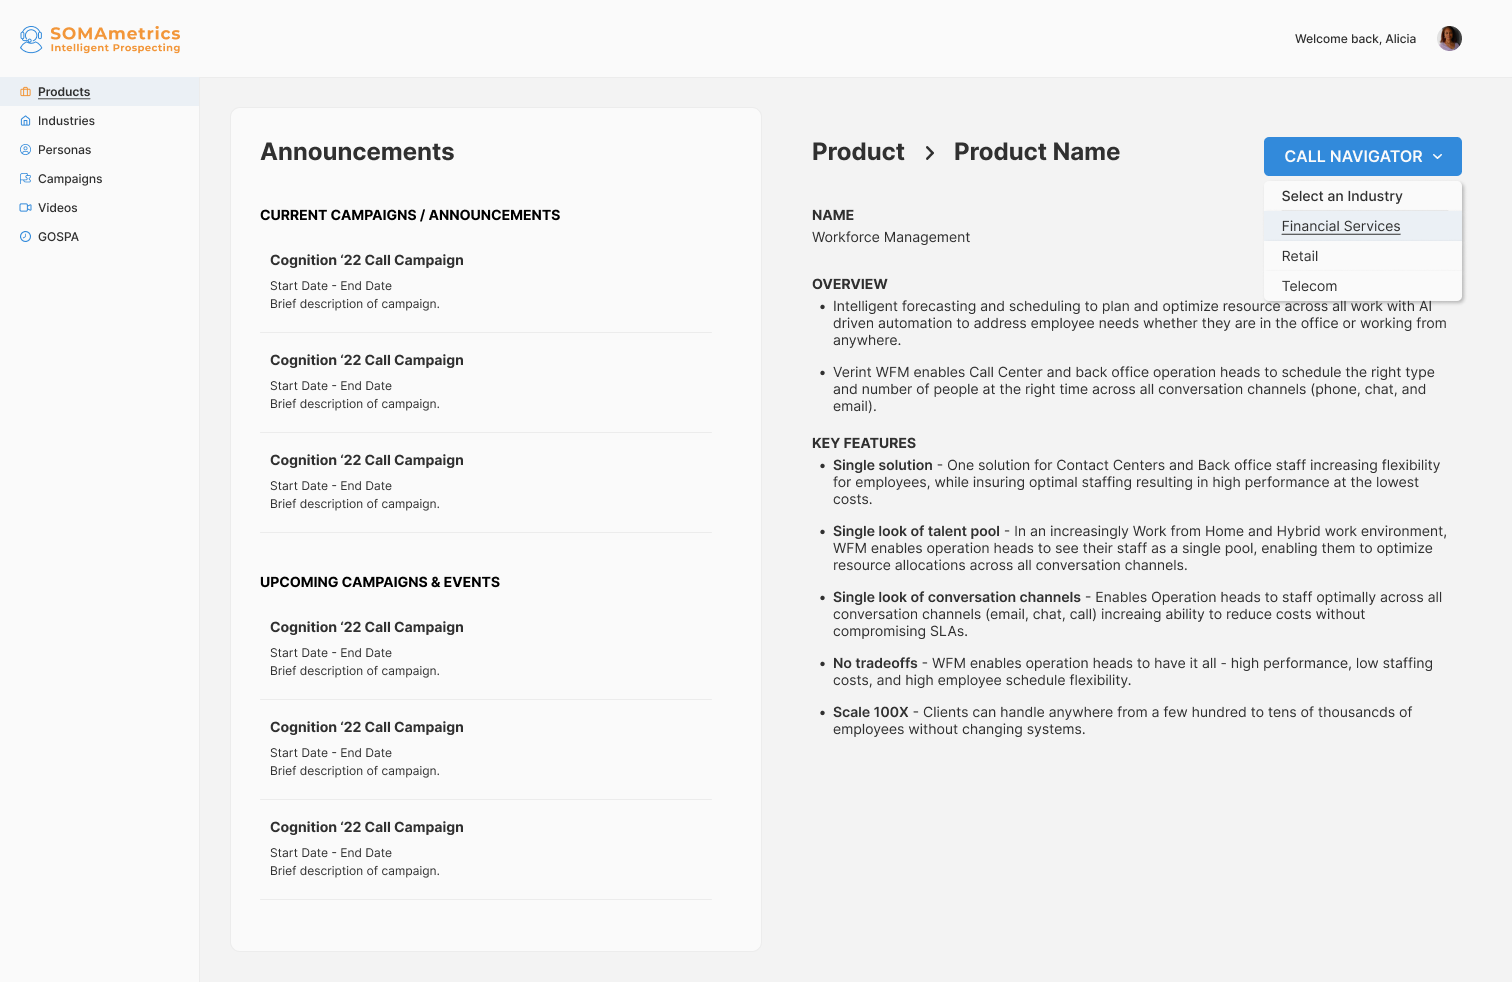 SOMAmetrics
Intelligent Prospecting
Welcome back, Alicia
Products
Industries
Personas
Campaigns
Videos
GOSPA
Announcements
CURRENT CAMPAIGNS / ANNOUNCEMENTS
Cognition ‘22 Call Campaign
Start Date - End Date
Brief description of campaign.
Cognition ‘22 Call Campaign
Start Date - End Date
Brief description of campaign.
Cognition ‘22 Call Campaign
Start Date - End Date
Brief description of campaign.
UPCOMING CAMPAIGNS & EVENTS
Cognition ‘22 Call Campaign
Start Date - End Date
Brief description of campaign.
Cognition ‘22 Call Campaign
Start Date - End Date
Brief description of campaign.
Cognition ‘22 Call Campaign
Start Date - End Date
Brief description of campaign.
Product > Product Name
CALL NAVIGATOR
Select an Industry
Financial Services
Retail
Telecom
NAME
Workforce Management
OVERVIEW
• Intelligent forecasting and scheduling to plan and optimize resource across all work with AI
driven automation to address employee needs whether they are in the office or working from
anywhere.
• Verint WFM enables Call Center and back office operation heads to schedule the right type
and number of people at the right time across all conversation channels (phone, chat, and
email).
KEY FEATURES
• Single solution - One solution for Contact Centers and Back office staff increasing flexibility
for employees, while insuring optimal staffing resulting in high performance at the lowest
costs.
• Single look of talent pool - In an increasingly Work from Home and Hybrid work environment,
WFM enables operation heads to see their staff as a single pool, enabling them to optimize
resource allocations across all conversation channels.
• Single look of conversation channels - Enables Operation heads to staff optimally across all
conversation channels (email, chat, call) increaing ability to reduce costs without
compromising SLAs.
• No tradeoffs - WFM enables operation heads to have it all - high performance, low staffing
costs, and high employee schedule flexibility.
• Scale 100X - Clients can handle anywhere from a few hundred to tens of thousancds of
employees without changing systems.